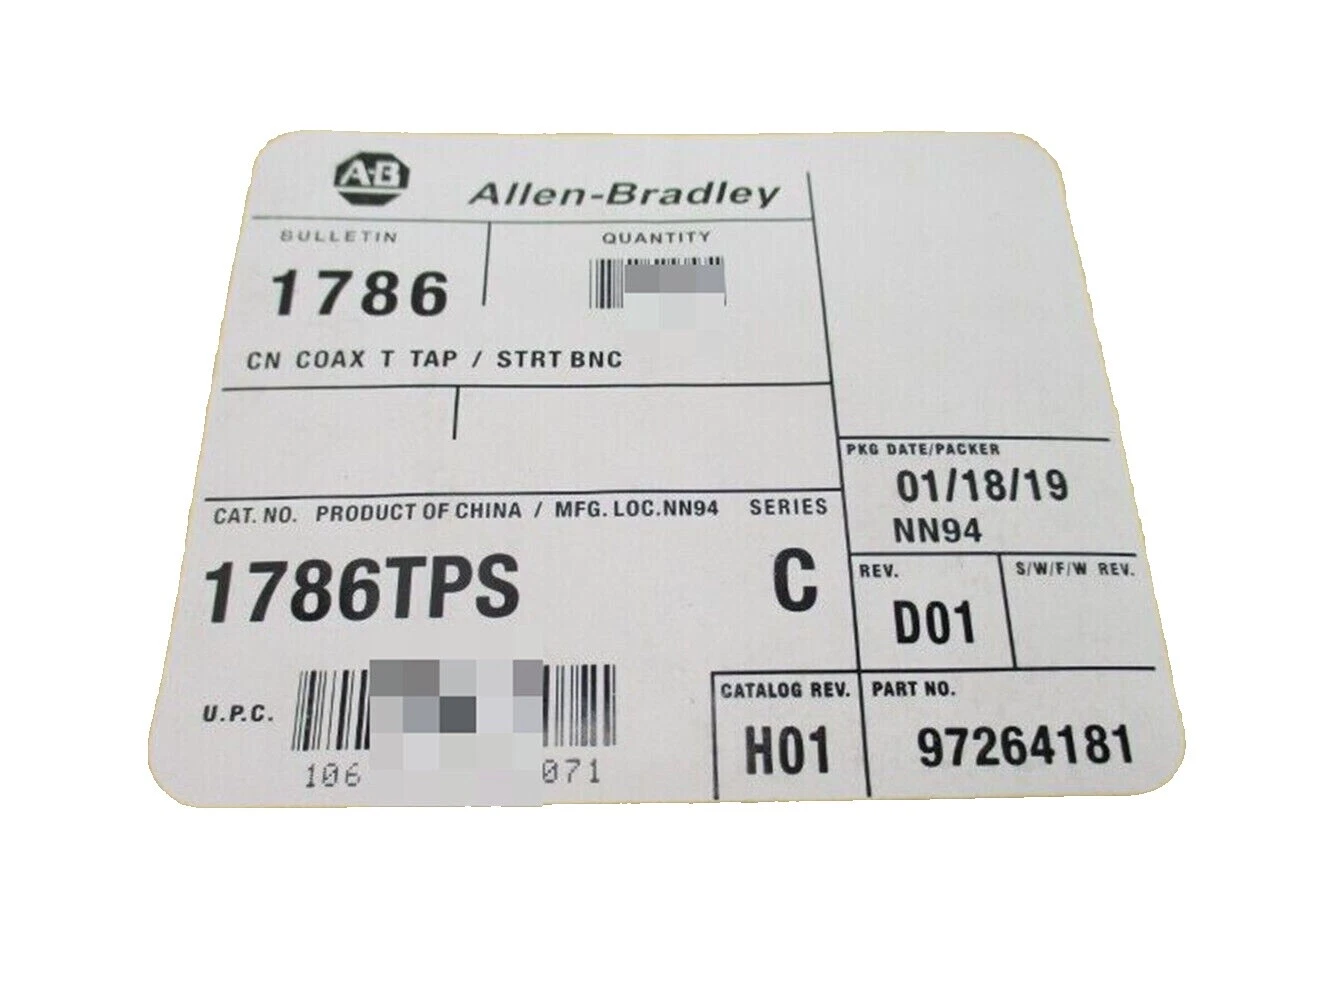 A-B Allen-Bradley
BULLETIN QUANTITY
1786
CN COAX T TAP / STRT BNC
PKG DATE/PACKER
01/18/19
NN94
CAT. NO. PRODUCT OF CHINA / MFG. LOC.NN94 SERIES
1786TPS C
REV. S/W/F/W REV.
D01
U.P.C.
106 071
CATALOG REV. PART NO.
H01 97264181